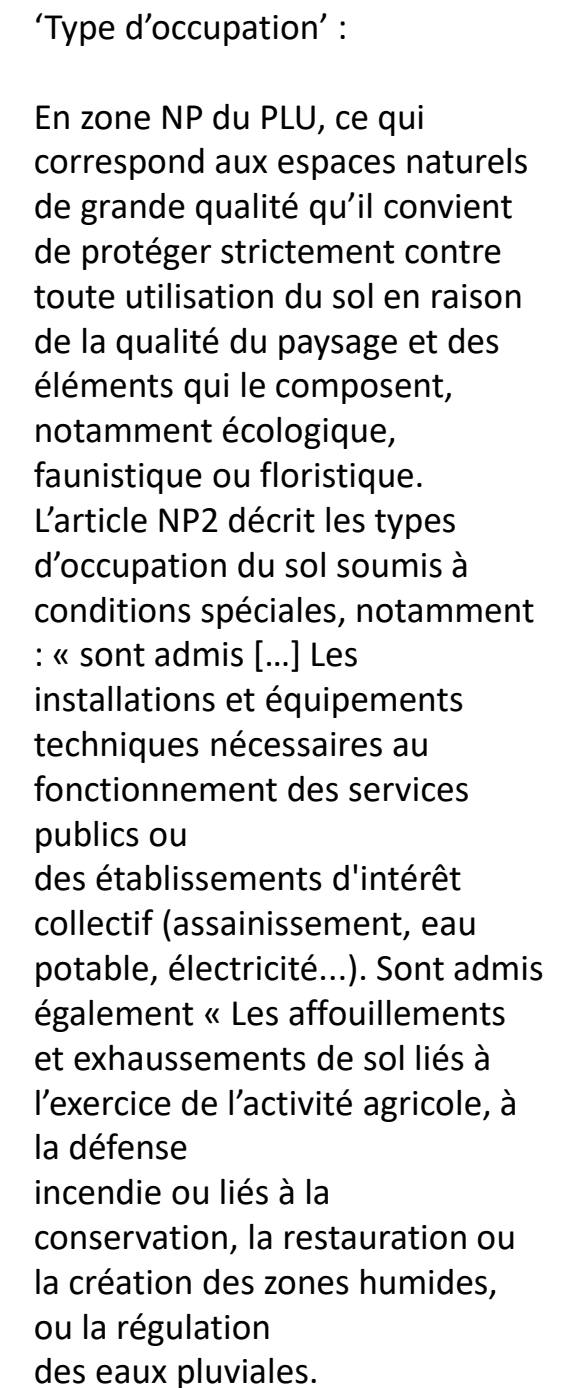 ‘Type d’occupation’ :
En zone NP du PLU, ce qui
correspond aux espaces naturels
de grande qualité qu’il convient
de protéger strictement contre
toute utilisation du sol en raison
de la qualité du paysage et des
éléments qui le composent,
notamment écologique,
faunistique ou floristique.
L’article NP2 décrit les types
d’occupation du sol soumis à
conditions spéciales, notamment
: « sont admis […] Les
installations et équipements
techniques nécessaires au
fonctionnement des services
publics ou
des établissements d'intérêt
collectif (assainissement, eau
potable, électricité...). Sont admis
également « Les affouillements
et exhaussements de sol liés à
l’exercice de l’activité agricole, à
la défense
incendie ou liés à la
conservation, la restauration ou
la création des zones humides,
ou la régulation
des eaux pluviales.